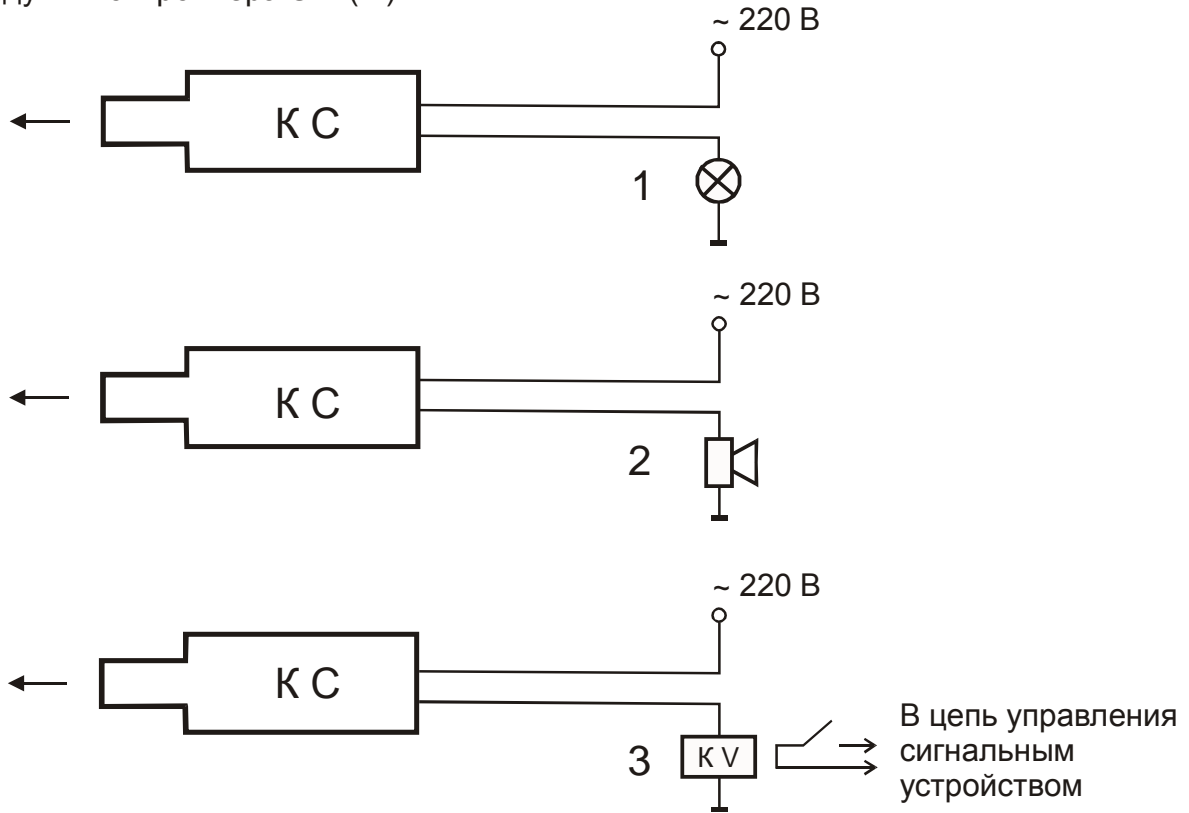 ~ 220 В
К С
1
~ 220 В
К С
2
~ 220 В
К С
3
K V
В цепь управления
сигнальным
устройством